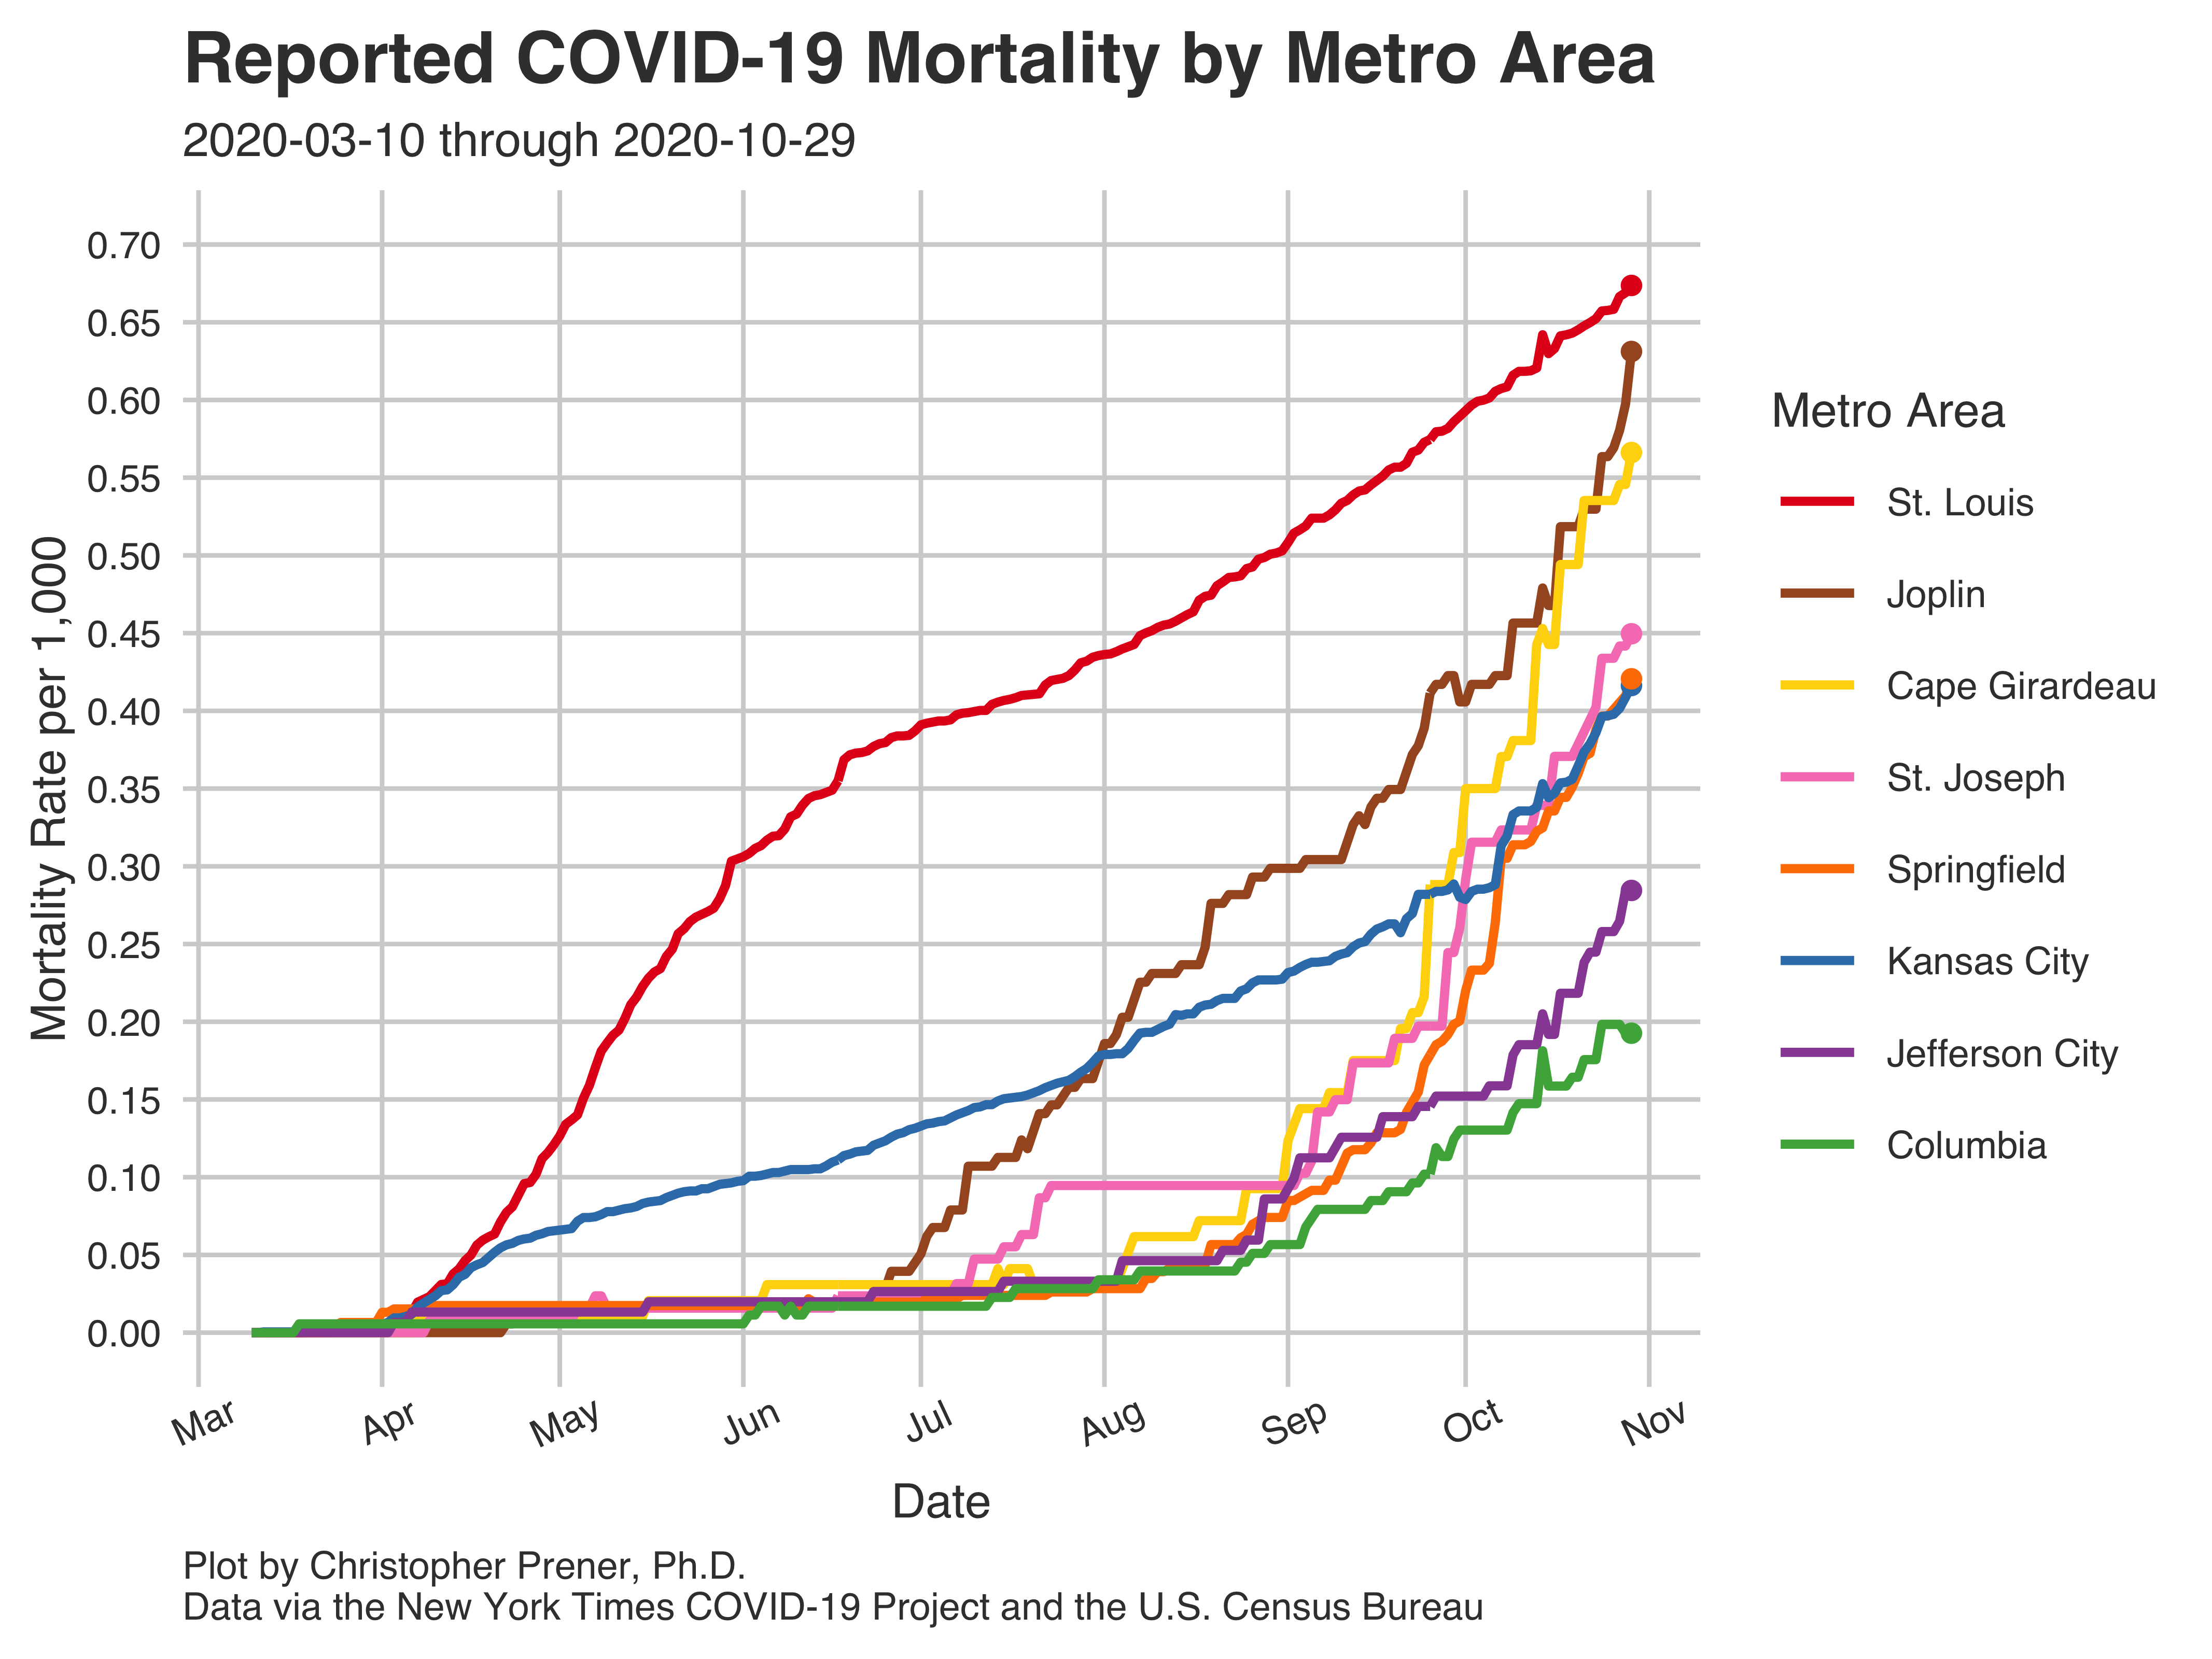 Reported COVID-19 Mortality by Metro Area
2020-03-10 through 2020-10-29
Mortality Rate per 1,000
0.70
0.65
0.60
0.55
0.50
0.45
0.40
0.35
0.30
0.25
0.20
0.15
0.10
0.05
0.00
Mar
Apr
May
Jun
Jul
Aug
Sep
Oct
Nov
Date
Metro Area
St. Louis
Joplin
Cape Girardeau
St. Joseph
Springfield
Kansas City
Jefferson City
Columbia
Plot by Christopher Prener, Ph.D.
Data via the New York Times COVID-19 Project and the U.S. Census Bureau